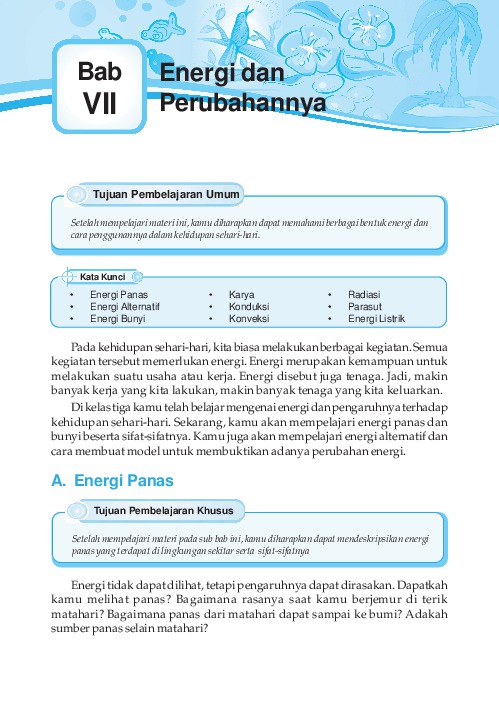 Bab
VII
Energi dan
Perubahannya
Tujuan Pembelajaran Umum
Setelah mempelajari materi ini, kamu diharapkan dapat memahami berbagai bentuk energi dan
cara penggunannya dalam kehidupan sehari-hari.
Kata Kunci
• Energi Panas • Karya • Radiasi
• Energi Alternatif • Konduksi • Parasut
• Energi Bunyi • Konveksi • Energi Listrik
Pada kehidupan sehari-hari, kita biasa melakukan berbagai kegiatan. Semua
kegiatan tersebut memerlukan energi. Energi merupakan kemampuan untuk
melakukan suatu usaha atau kerja. Energi disebut juga tenaga. Jadi, makin
banyak kerja yang kita lakukan, makin banyak tenaga yang kita keluarkan.
Di kelas tiga kamu telah belajar mengenai energi dan pengaruhnya terhadap
kehidupan sehari-hari. Sekarang, kamu akan mempelajari energi panas dan
bunyi beserta sifat-sifatnya. Kamu juga akan mempelajari energi alternatif dan
cara membuat model untuk membuktikan adanya perubahan energi.
A. Energi Panas
Tujuan Pembelajaran Khusus
Setelah mempelajari materi pada sub bab ini, kamu diharapkan dapat mendeskripsikan energi
panas yang terdapat di lingkungan sekitar serta sifat-sifatnya
Energi tidak dapat dilihat, tetapi pengaruhnya dapat dirasakan. Dapatkah
kamu melihat panas? Bagaimana rasanya saat kamu berjemur di terik
matahari? Bagaimana panas dari matahari dapat sampai ke bumi? Adakah
sumber panas selain matahari?